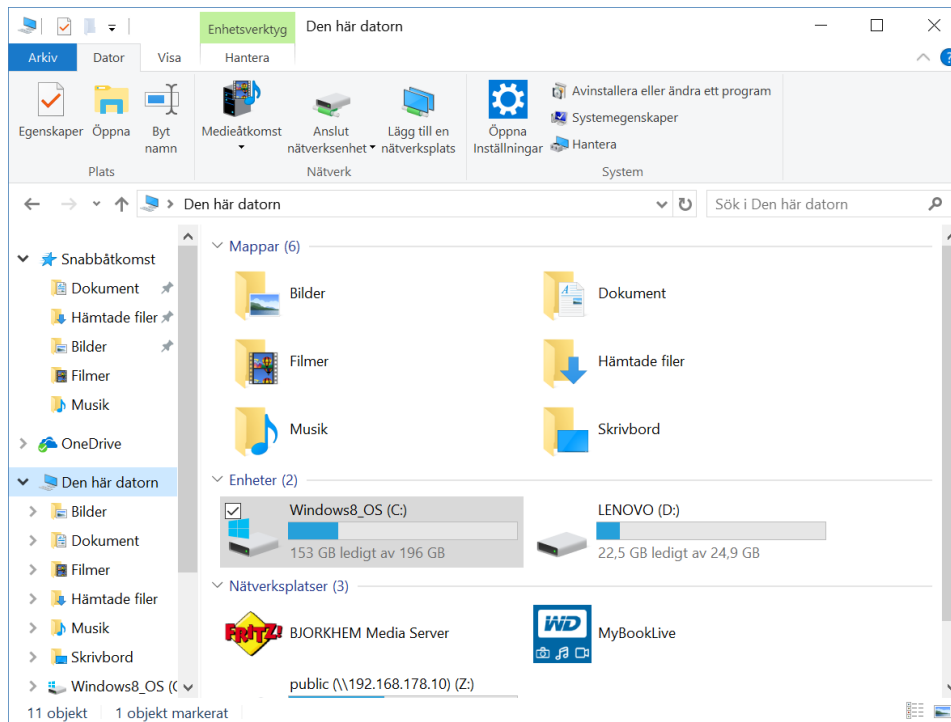 Enhetsverktyg
Den här datorn
Arkiv
Dator
Visa
Hantera
?
Egenskaper
Öppna
Byt
namn
Plats
Medieåtkomst
Anslut
nätverksenhet
Lägg till en
nätverksplats
Nätverk
Öppna
Inställningar
Avinstallera eller ändra ett program
Systemegenskaper
Hantera
System
Den här datorn
Sök i Den här datorn
Snabbåtkomst
Dokument
Hämtade filer
Bilder
Filmer
Musik
OneDrive
Den här datorn
Bilder
Dokument
Filmer
Hämtade filer
Musik
Skrivbord
Windows8_OS (C
Mappar (6)
Bilder
Dokument
Filmer
Hämtade filer
Musik
Skrivbord
Enheter (2)
Windows8_OS (C:)
153 GB ledigt av 196 GB
LENOVO (D:)
22,5 GB ledigt av 24,9 GB
Nätverksplatser (3)
FRITZ!
BJORKHEM Media Server
WD
MyBookLive
public (\\192.168.178.10) (Z:)
11 objekt
1 objekt markerat